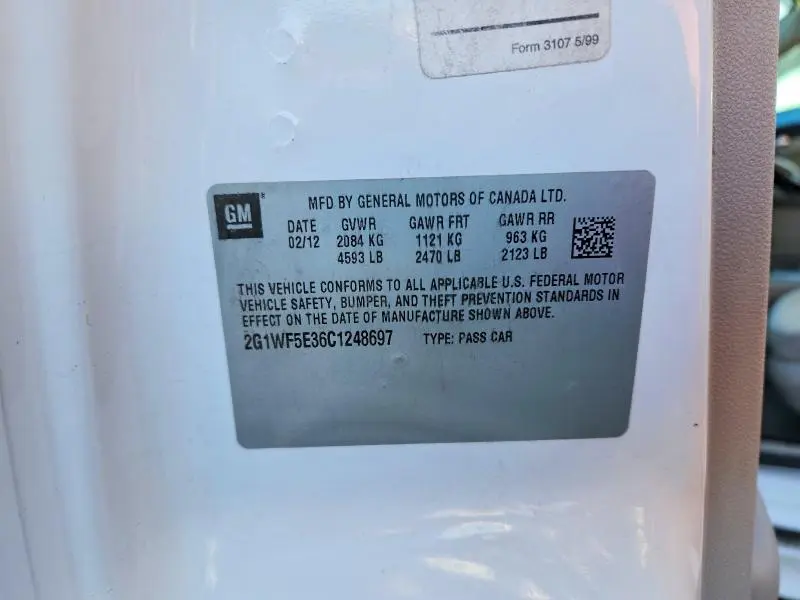 Form 3107 5/99
GM
MFD BY GENERAL MOTORS OF CANADA LTD.
DATE GVWR GAWR FRT GAWR RR
02/12 2084 KG 1121 KG 963 KG
4593 LB 2470 LB 2123 LB
THIS VEHICLE CONFORMS TO ALL APPLICABLE U.S. FEDERAL MOTOR
VEHICLE SAFETY, BUMPER, AND THEFT PREVENTION STANDARDS IN
EFFECT ON THE DATE OF MANUFACTURE SHOWN ABOVE.
2G1WF5E36C1248697 TYPE: PASS CAR